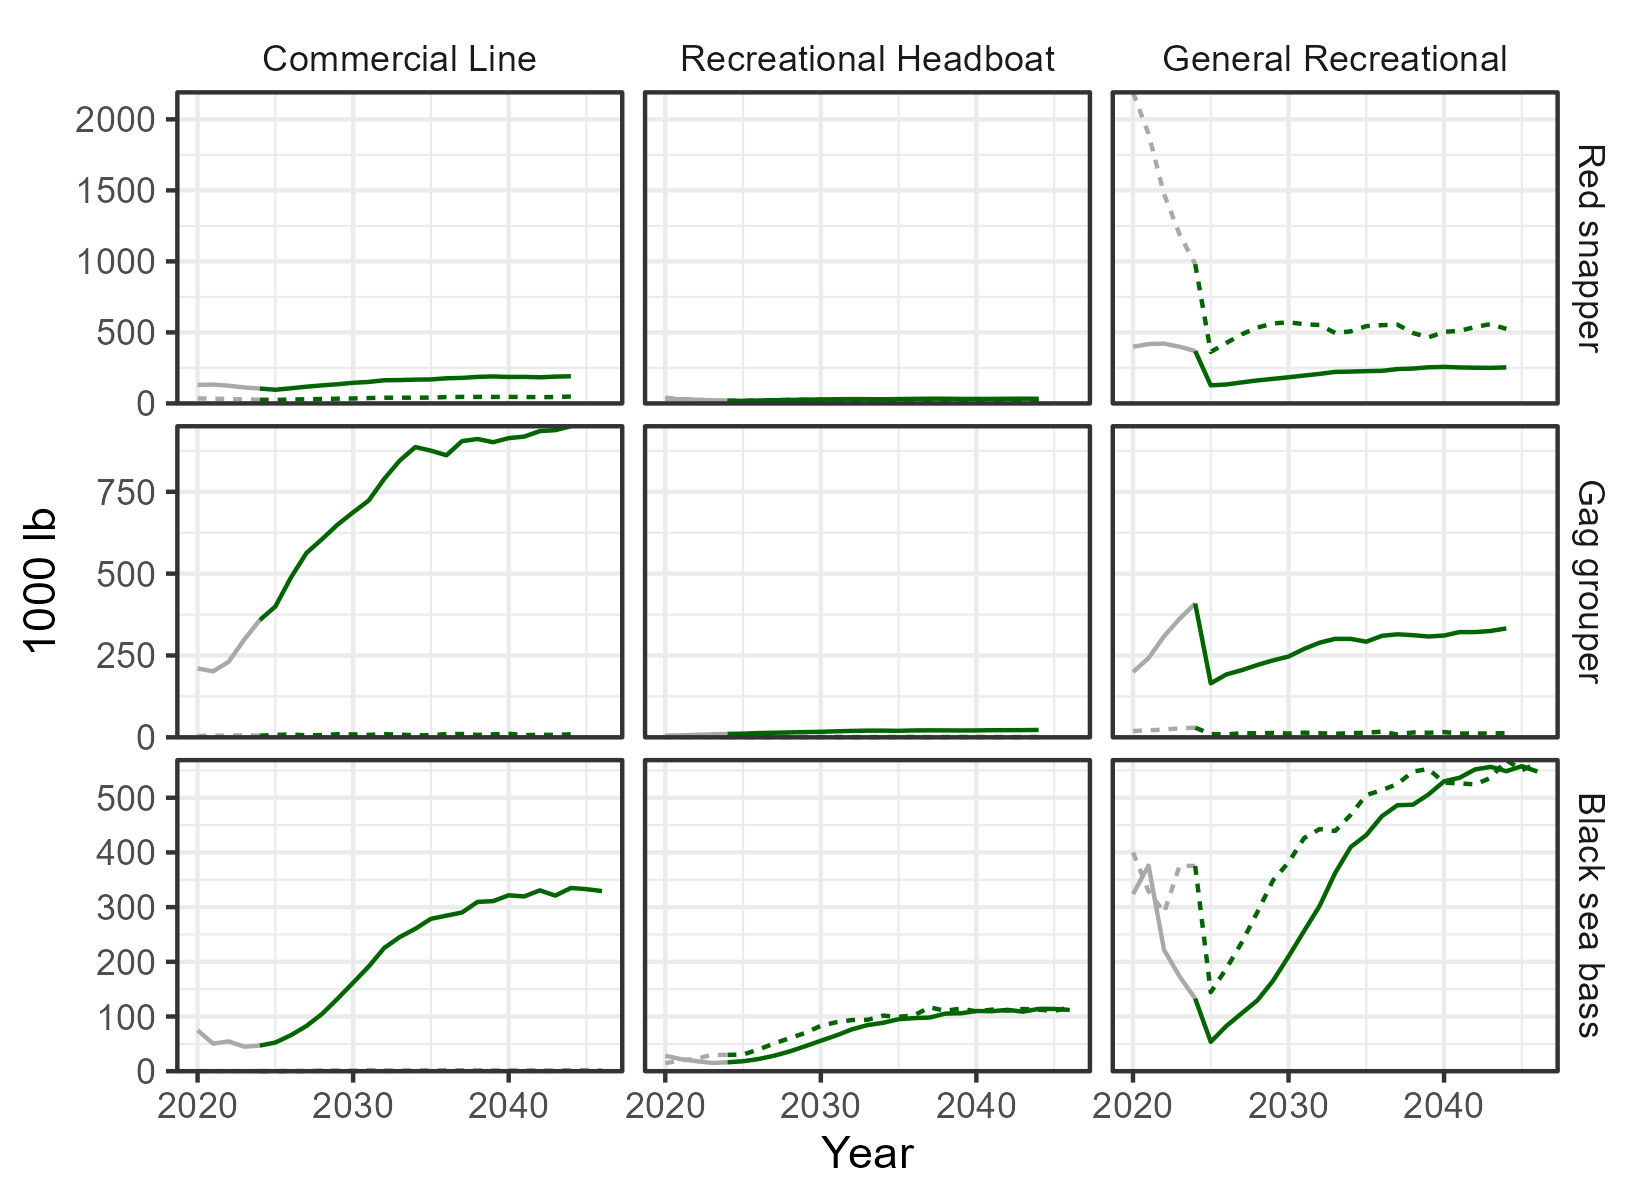 Commercial Line
Recreational Headboat
General Recreational
2000
1500
1000
500
0
Red snapper
750
500
250
0
Gag grouper
500
400
300
200
100
0
Black sea bass
1000 lb
2020 2030 2040 2020 2030 2040 2020 2030 2040
Year